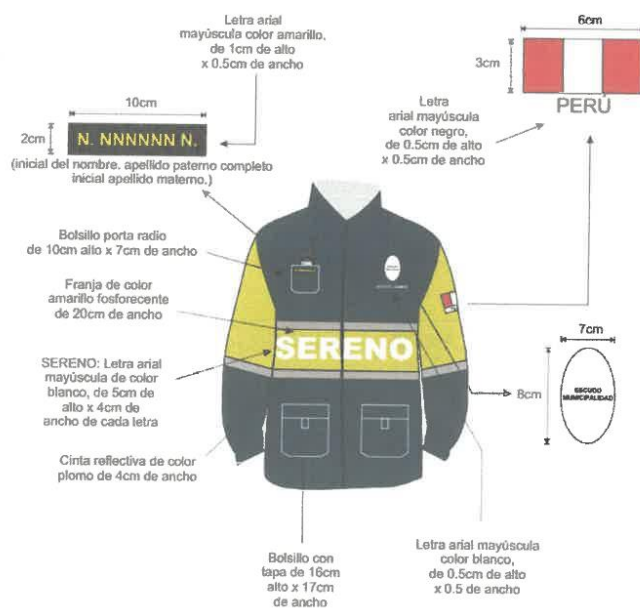 Letra arial
mayúscula color amarillo,
de 1cm de alto
x 0.5cm de ancho
6cm
3cm
PERÚ
10cm
2cm
N. NNNNNN N.
(inicial del nombre. apellido paterno completo
inicial apellido materno.)
Letra
arial mayúscula
color negro,
de 0.5cm de alto
x 0.5cm de ancho
Bolsillo porta radio
de 10cm alto x 7cm de ancho
Franja de color
amarillo fosforecente
de 20cm de ancho
SERENO
SERENO: Letra arial
mayúscula de color
blanco, de 5cm de
alto x 4cm de
ancho de cada letra
7cm
8cm
ESCUDO
MUNICIPALIDAD
Cinta reflectiva de color
plomo de 4cm de ancho
Bolsillo con
tapa de 16cm
alto x 17cm
de ancho
Letra arial mayúscula
color blanco,
de 0.5cm de alto
x 0.5 de ancho